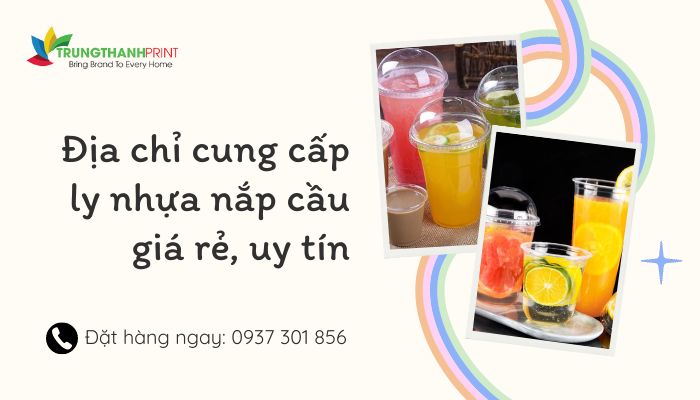 TRUNGTHANHPRINT
Bring Brand To Every Home
Địa chỉ cung cấp
ly nhựa nắp cầu
giá rẻ, uy tín
Đặt hàng ngay: 0937 301 856